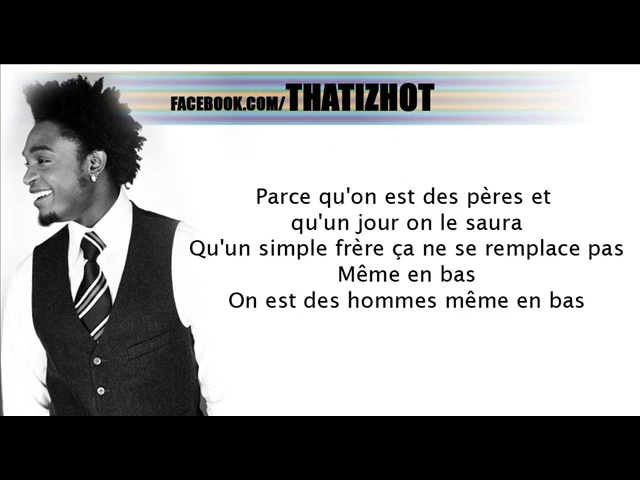 FACEBOOK.COM/THATIZHOT
Parce qu'on est des pères et
qu'un jour on le saura
Qu'un simple frère ça ne se remplace pas
Même en bas
On est des hommes même en bas